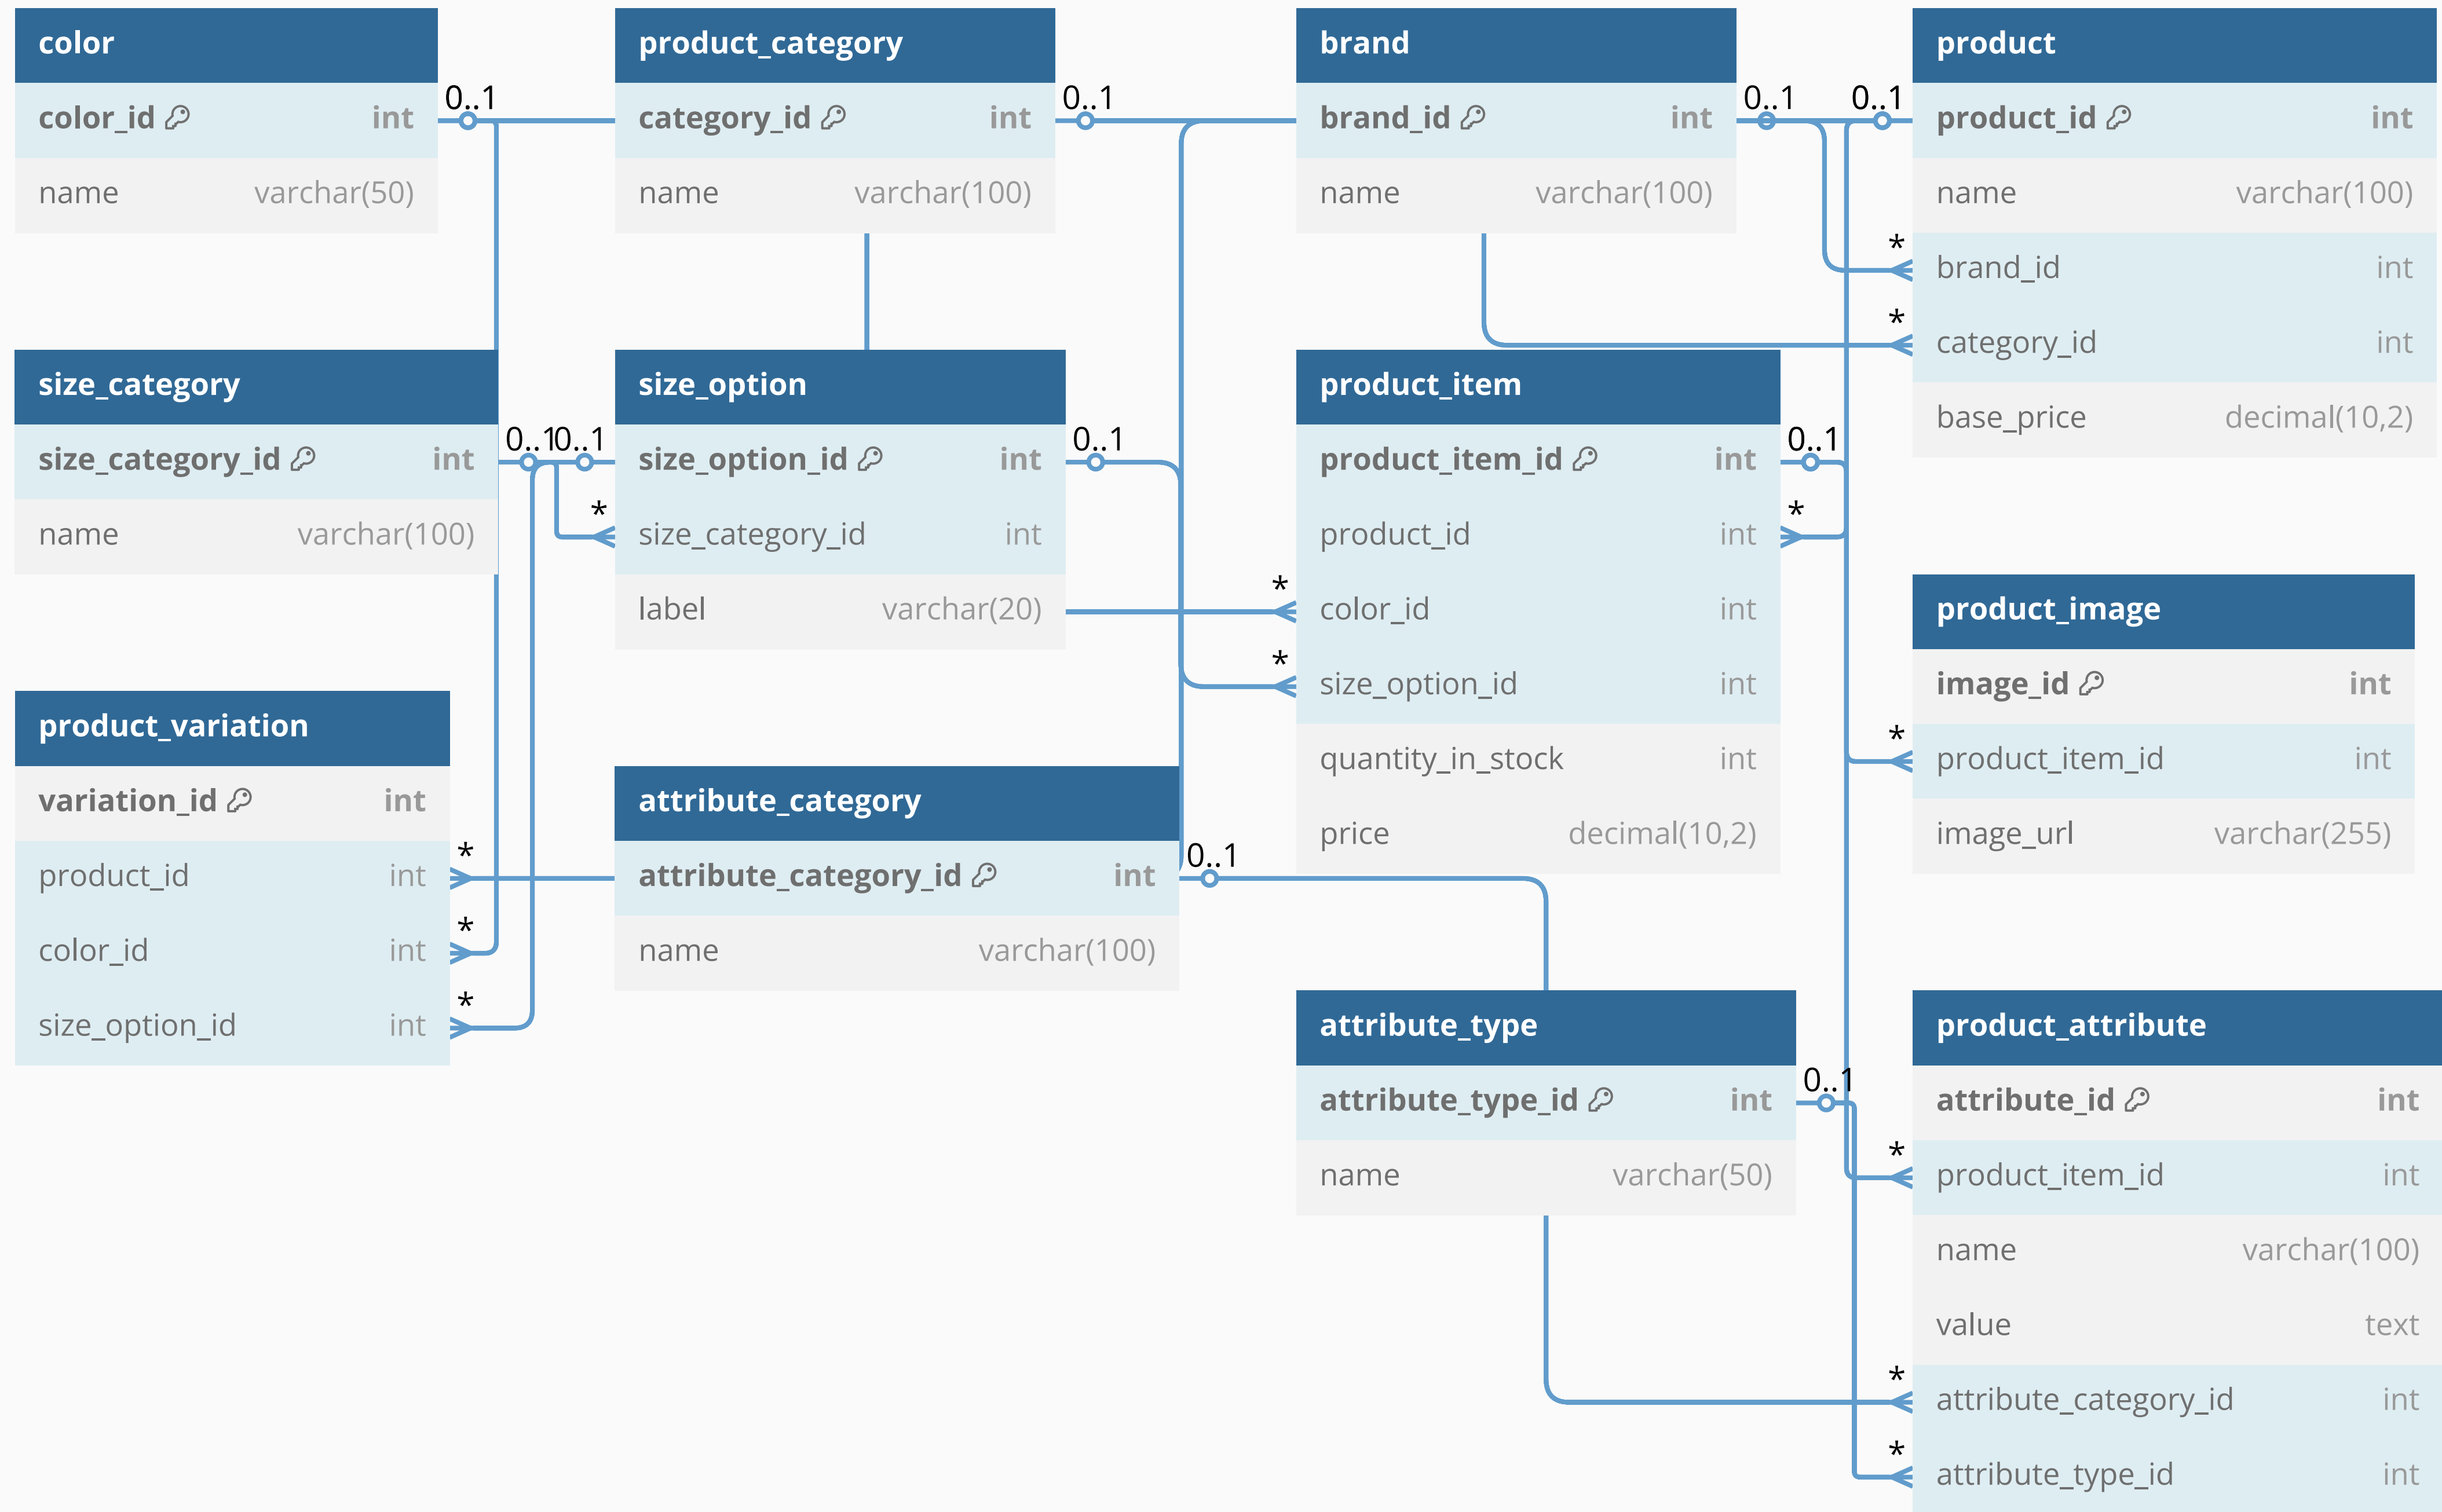 color
color_id int
name varchar(50)
product_category
category_id int
name varchar(100)
brand
brand_id int
name varchar(100)
product
product_id int
name varchar(100)
brand_id int
category_id int
base_price decimal(10,2)
0..1
0..1
0..1
0..1
*
*
size_category
size_category_id int
name varchar(100)
size_option
size_option_id int
size_category_id int
label varchar(20)
product_item
product_item_id int
product_id int
color_id int
size_option_id int
quantity_in_stock int
price decimal(10,2)
0..1
0..1
0..1
0..1
*
*
*
*
product_image
image_id int
product_item_id int
image_url varchar(255)
*
product_variation
variation_id int
product_id int
color_id int
size_option_id int
*
*
*
attribute_category
attribute_category_id int
name varchar(100)
0..1
attribute_type
attribute_type_id int
name varchar(50)
0..1
product_attribute
attribute_id int
product_item_id int
name varchar(100)
value text
attribute_category_id int
attribute_type_id int
*
*
*